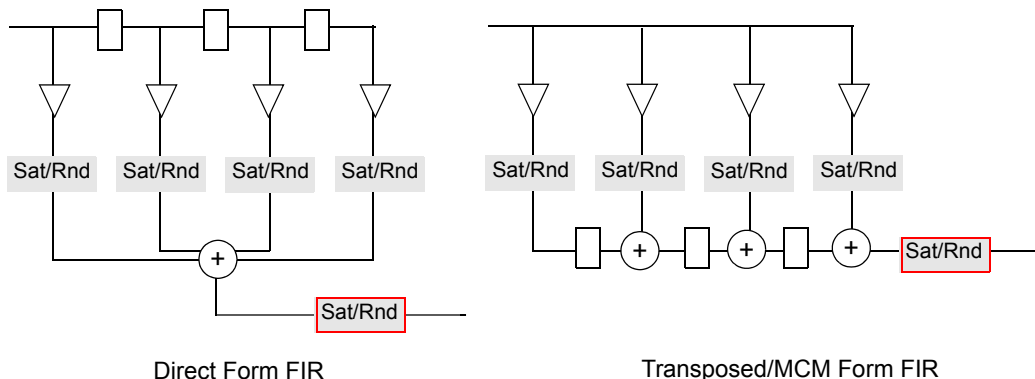 Sat/Rnd Sat/Rnd Sat/Rnd Sat/Rnd
+
Sat/Rnd
Direct Form FIR
Sat/Rnd Sat/Rnd Sat/Rnd Sat/Rnd
+ + +
Sat/Rnd
Transposed/MCM Form FIR